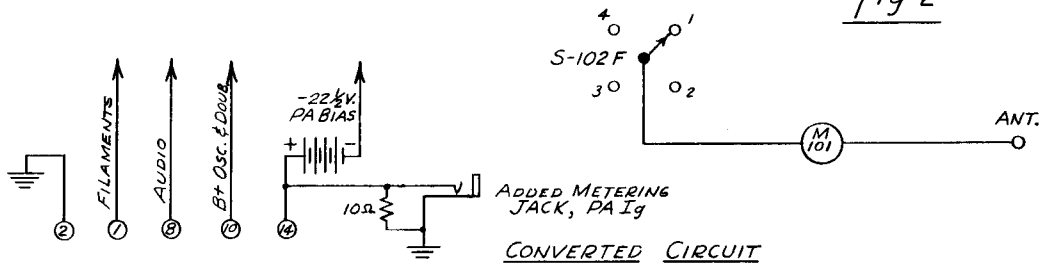 fig 2
4
1
S-102F
3
2
M
101
ANT.
FILAMENTS
AUDIO
B+ OSC. & DOUB.
-22½V.
PA BIAS
+
-
10Ω
ADDED METERING
JACK, PA Ig
2
1
8
10
14
CONVERTED CIRCUIT